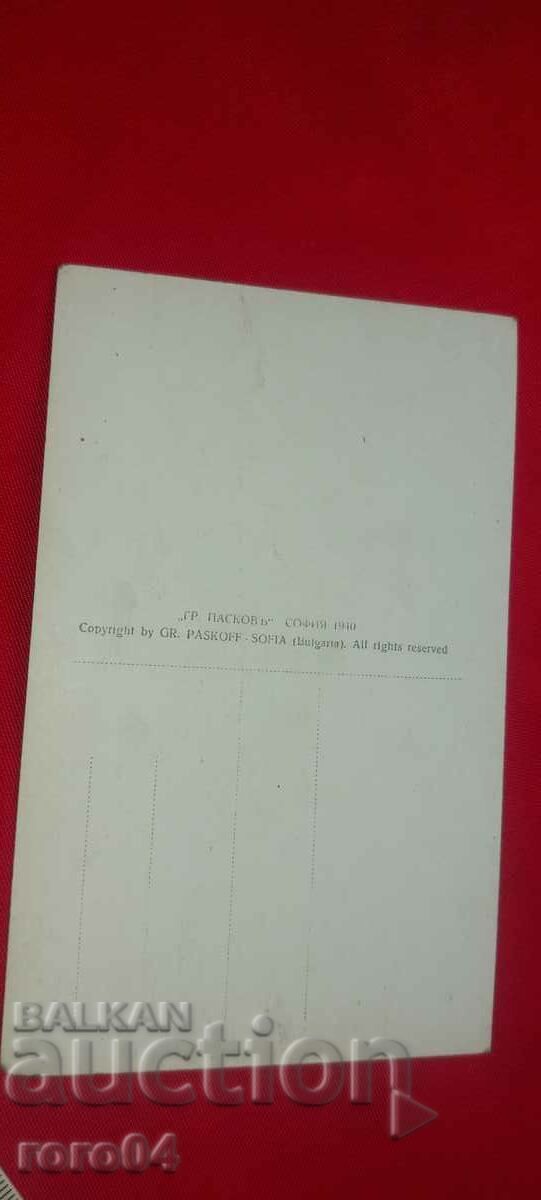 „ГР. ПАСКОВЪ“ СОФИЯ 1940
Copyright by GR. PASKOFF - SOFIA (Bulgaria). All rights reserved
BALKAN
auction
roro04